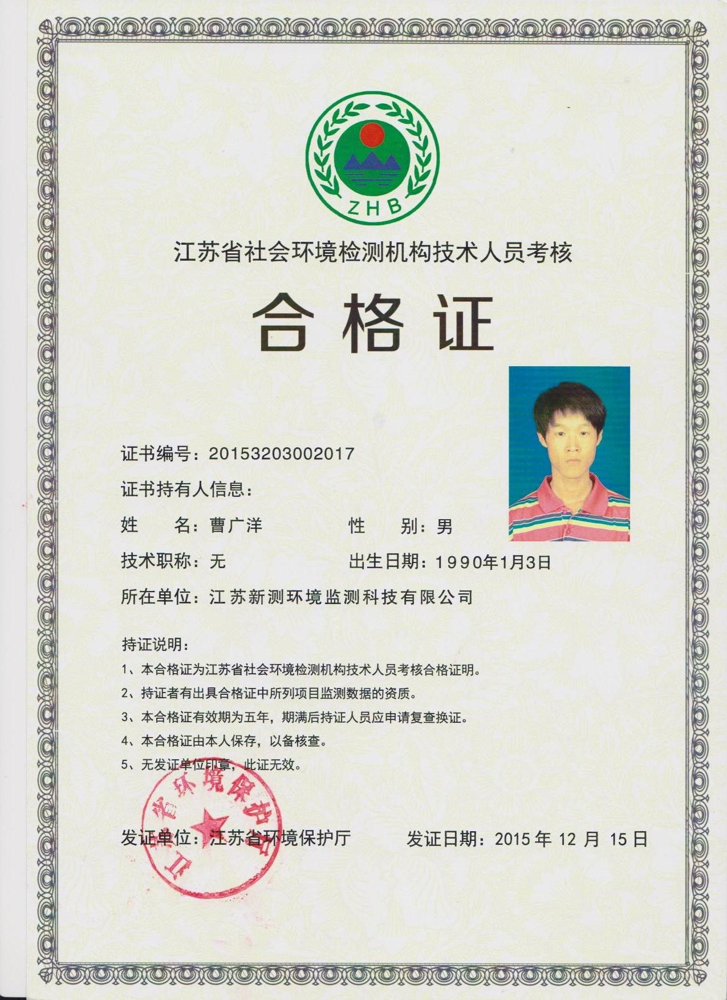 ZHB
江苏省社会环境检测机构技术人员考核
合格证
证书编号：20153203002017
证书持有人信息：
姓 名：曹广洋 性 别：男
技术职称：无 出生日期：1990年1月3日
所在单位：江苏新测环境监测科技有限公司
持证说明：
1、本合格证为江苏省社会环境检测机构技术人员考核合格证明。
2、持证者有出具合格证中所列项目监测数据的资质。
3、本合格证有效期为五年，期满后持证人员应申请复查换证。
4、本合格证由本人保存，以备核查。
5、无发证单位印章，此证无效。
江苏省环境保护厅
发证单位：江苏省环境保护厅 发证日期：2015年 12 月 15日